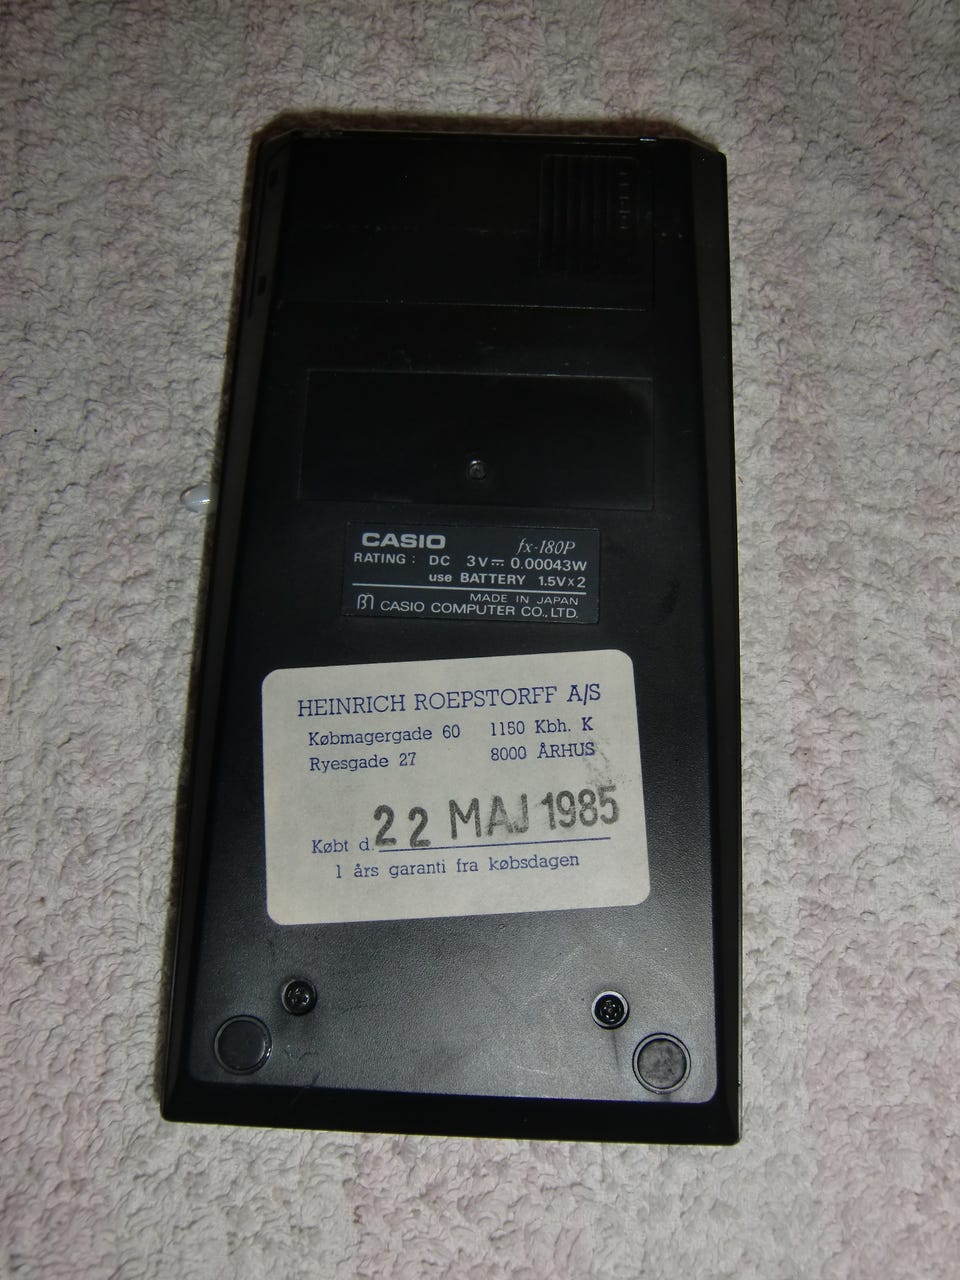 CASIO fx-180P
RATING : DC 3V⎓ 0.00043W
use BATTERY 1.5V×2
MADE IN JAPAN
CASIO COMPUTER CO., LTD.
HEINRICH ROEPSTORFF A/S
Købmagergade 60 1150 Kbh. K
Ryesgade 27 8000 ÅRHUS
Købt d. 22 MAJ 1985
1 års garanti fra købsdagen